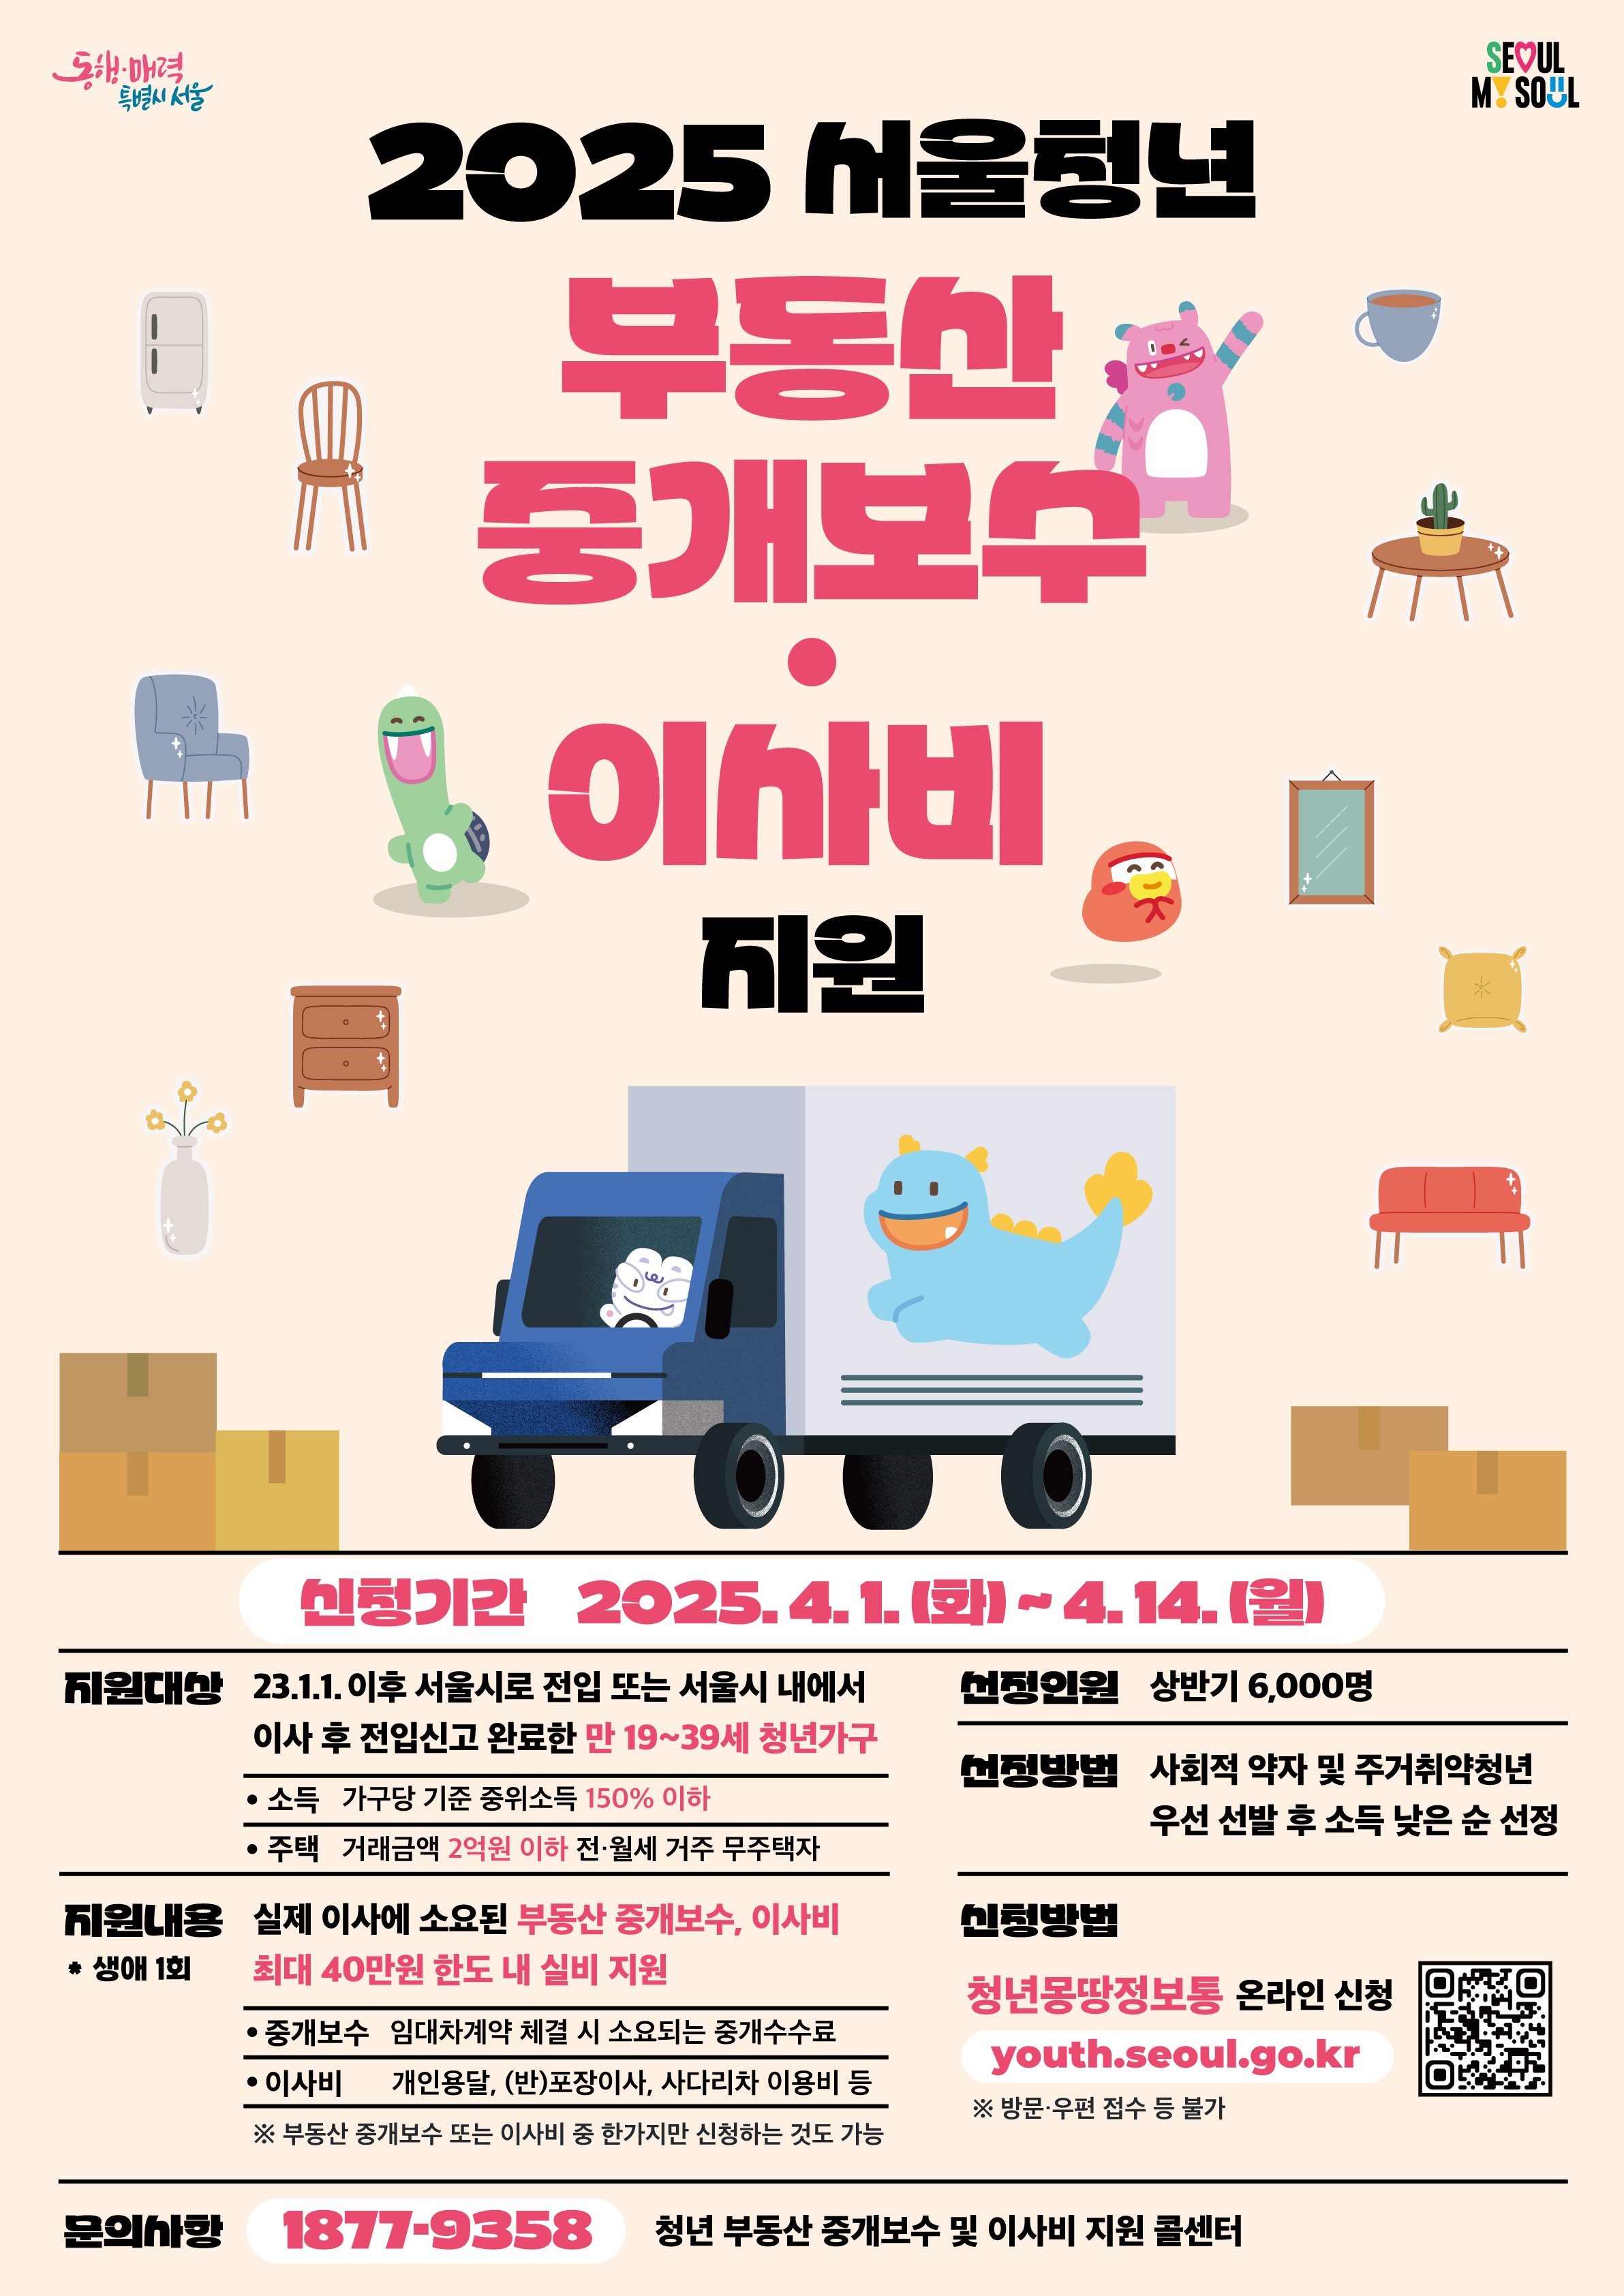 동행·매력
특별시 서울
SEOUL
MY SOUL
2025 서울청년
부동산
중개보수
·
이사비
지원
신청기간 2025. 4. 1. (화) ~ 4. 14. (월)
지원대상 23.1.1. 이후 서울시로 전입 또는 서울시 내에서
이사 후 전입신고 완료한 만 19~39세 청년가구
• 소득 가구당 기준 중위소득 150% 이하
• 주택 거래금액 2억원 이하 전·월세 거주 무주택자
지원내용 실제 이사에 소요된 부동산 중개보수, 이사비
* 생애 1회 최대 40만원 한도 내 실비 지원
• 중개보수 임대차계약 체결 시 소요되는 중개수수료
• 이사비 개인용달, (반)포장이사, 사다리차 이용비 등
※ 부동산 중개보수 또는 이사비 중 한가지만 신청하는 것도 가능
선정인원 상반기 6,000명
선정방법 사회적 약자 및 주거취약청년
우선 선발 후 소득 낮은 순 선정
신청방법
청년몽땅정보통 온라인 신청
youth.seoul.go.kr
※ 방문·우편 접수 등 불가
문의사항 1877-9358 청년 부동산 중개보수 및 이사비 지원 콜센터